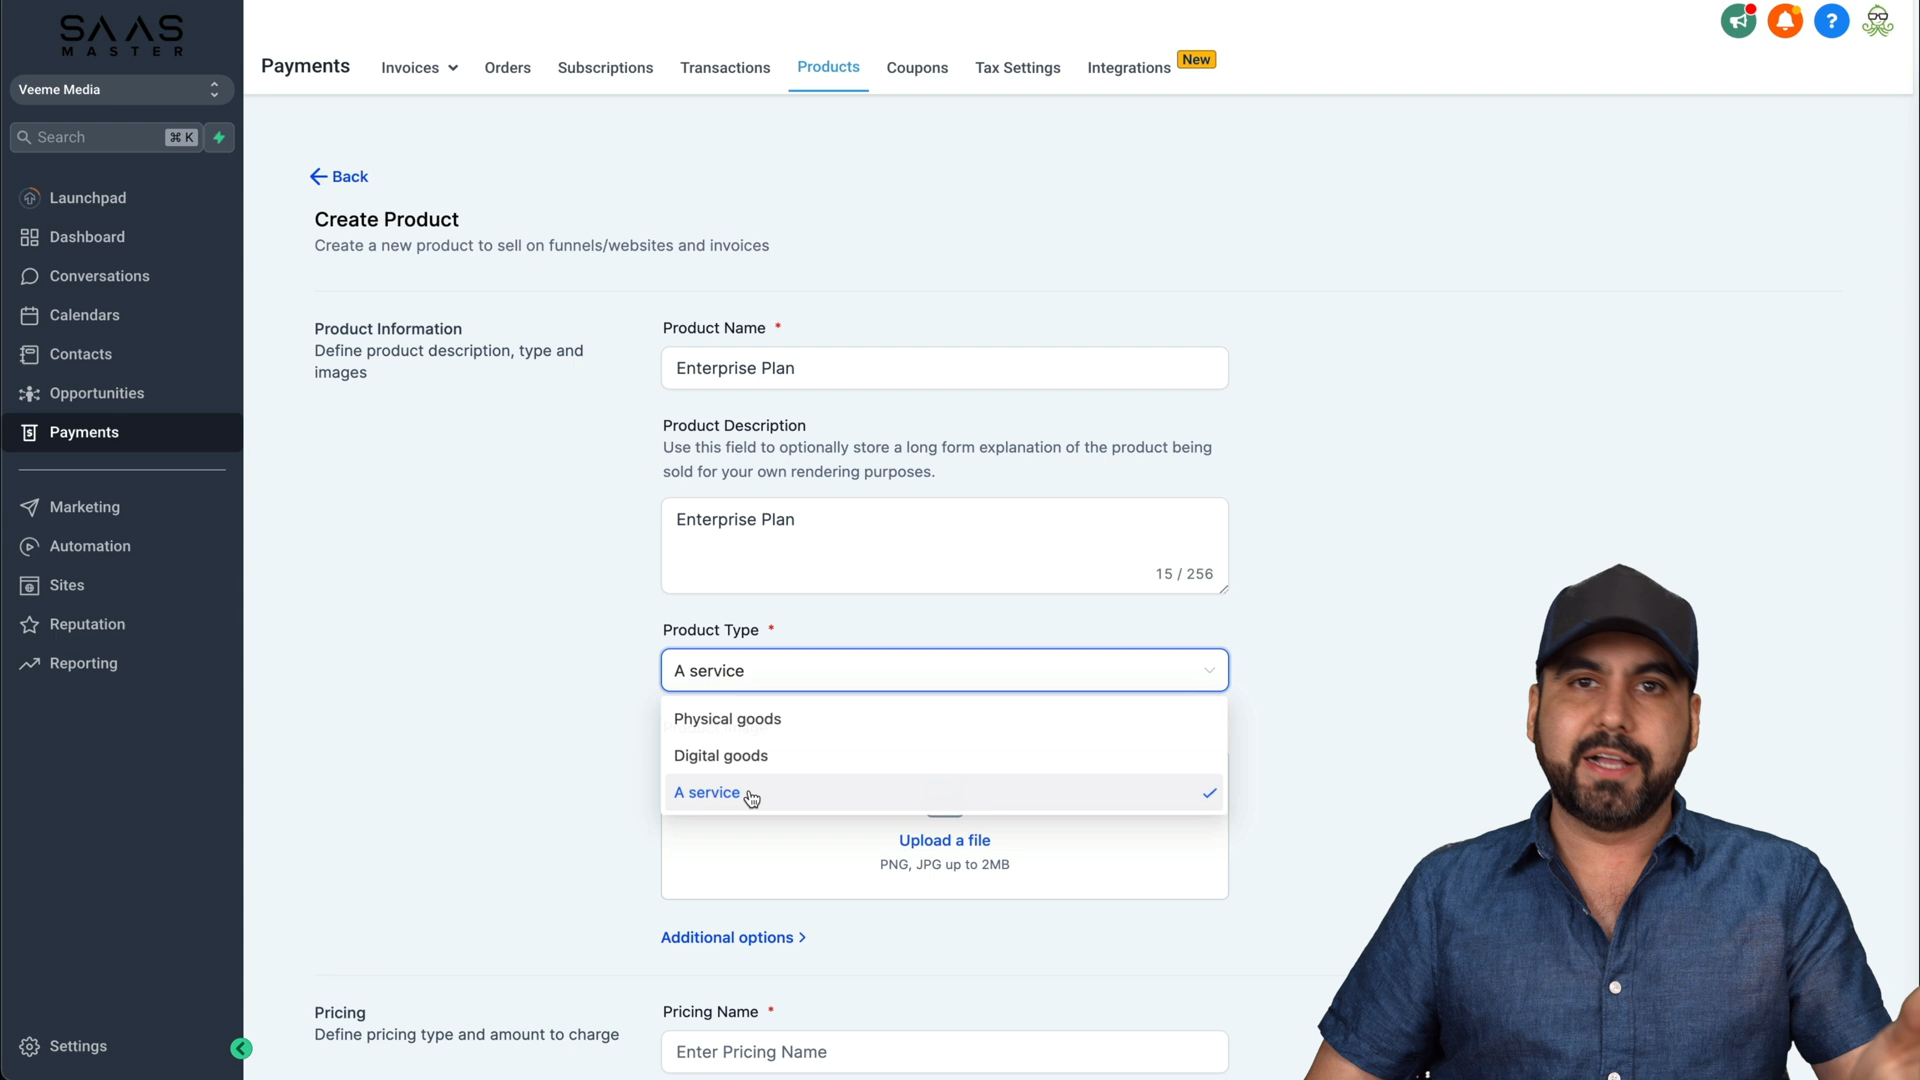 SAAS
MASTER
Veeme Media
Search
⌘ K
Launchpad
Dashboard
Conversations
Calendars
Contacts
Opportunities
Payments
Marketing
Automation
Sites
Reputation
Reporting
Settings
Payments
Invoices
Orders
Subscriptions
Transactions
Products
Coupons
Tax Settings
Integrations
New
?
Back
Create Product
Create a new product to sell on funnels/websites and invoices
Product Information
Define product description, type and
images
Product Name *
Enterprise Plan
Product Description
Use this field to optionally store a long form explanation of the product being
sold for your own rendering purposes.
Enterprise Plan
15 / 256
Product Type *
A service
Physical goods
Digital goods
A service
Upload a file
PNG, JPG up to 2MB
Additional options >
Pricing
Define pricing type and amount to charge
Pricing Name *
Enter Pricing Name